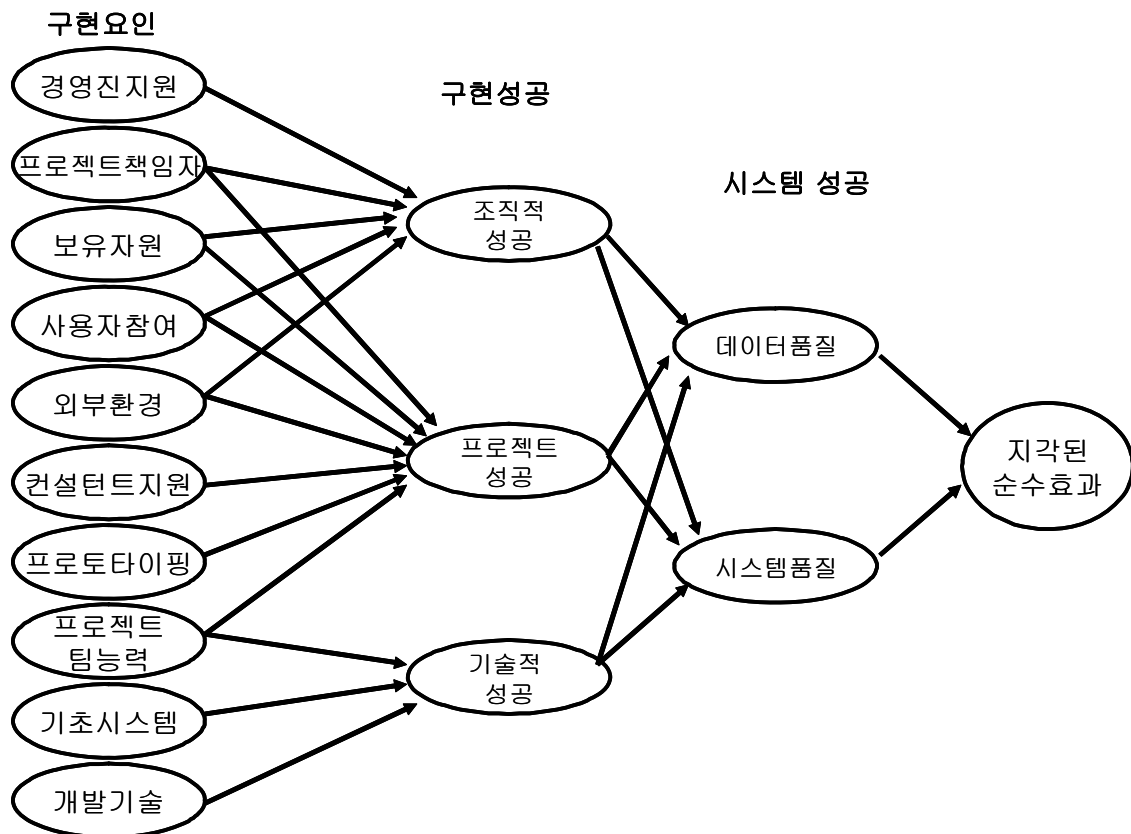 구현요인
경영진지원
프로젝트책임자
보유자원
사용자참여
외부환경
컨설턴트지원
프로토타이핑
프로젝트
팀능력
기초시스템
개발기술
구현성공
조직적
성공
프로젝트
성공
기술적
성공
시스템 성공
데이터품질
시스템품질
지각된
순수효과